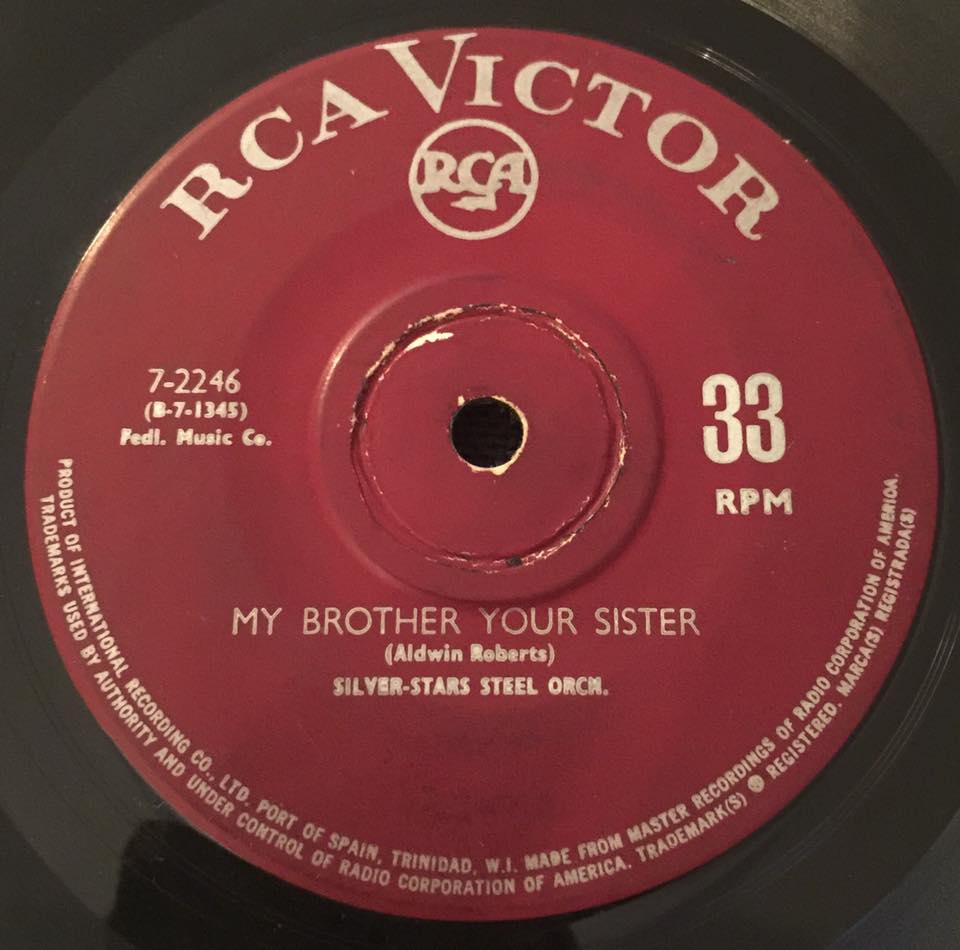 RCA VICTOR
RCA
7-2246
(B-7-1345)
Fedl. Music Co.
33
RPM
MY BROTHER YOUR SISTER
(Aldwin Roberts)
SILVER-STARS STEEL ORCH.
PRODUCT OF INTERNATIONAL RECORDING CO., LTD. PORT OF SPAIN, TRINIDAD, W.I. MADE FROM MASTER RECORDINGS OF RADIO CORPORATION OF AMERICA.
TRADEMARKS USED BY AUTHORITY AND UNDER CONTROL OF RADIO CORPORATION OF AMERICA. TRADEMARK(S) ® REGISTERED. MARCA(S) REGISTRADA(S)